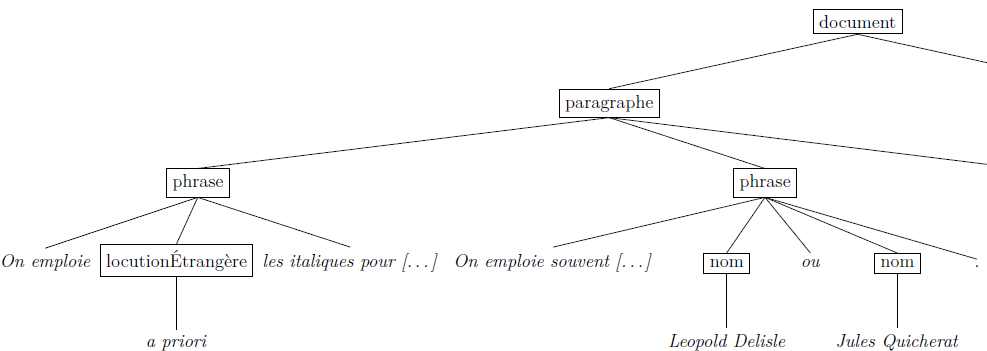 document
paragraphe
phrase phrase
On emploie locutionÉtrangère les italiques pour [...] On emploie souvent [...] nom ou nom .
a priori Leopold Delisle Jules Quicherat